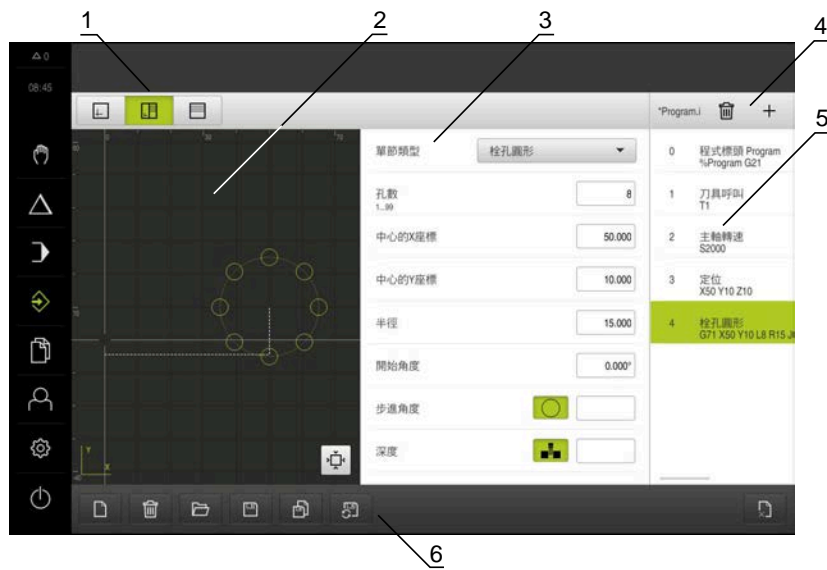 1
2
3
4
5
6
0
08:45
*Program.i
0
30
70
單節類型
栓孔圓形
孔數
1..99
8
中心的X座標
50.000
中心的Y座標
10.000
半徑
15.000
開始角度
0.000°
步進角度
深度
Y
X
0 程式標頭 Program
%Program G21
1 刀具呼叫
T1
2 主軸轉速
S2000
3 定位
X50 Y10 Z10
4 栓孔圓形
G71 X50 Y10 L8 R15